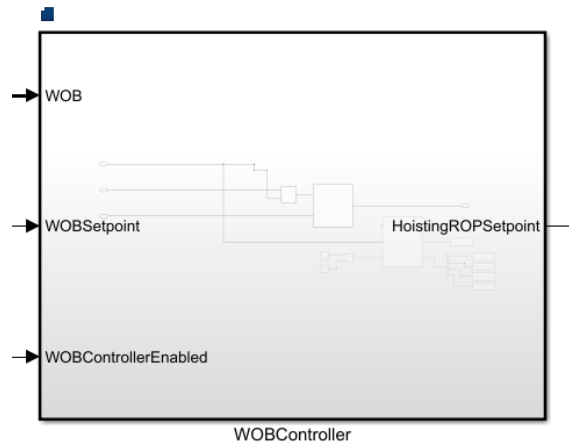 WOB
WOBSetpoint
HoistingROPSetpoint
WOBControllerEnabled
WOBController